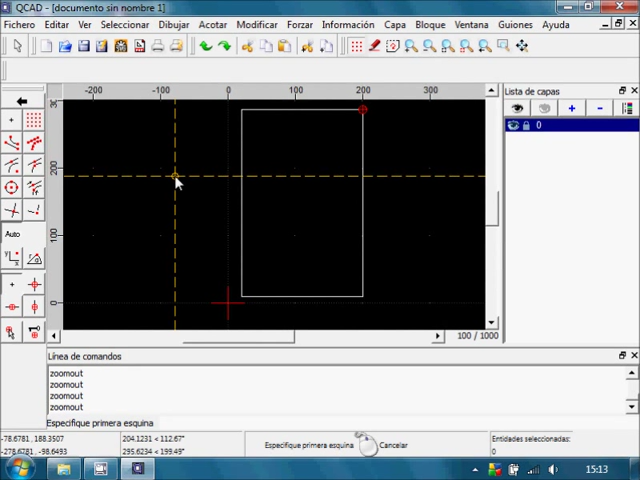 QCAD - [documento sin nombre 1]
Fichero Editar Ver Seleccionar Dibujar Acotar Modificar Forzar Información Capa Bloque Ventana Guiones Ayuda
-200 -100 0 100 200 300
Lista de capas
0
30
200
100
0
Auto
100 / 1000
Línea de comandos
zoomout
zoomout
zoomout
zoomout
Especifique primera esquina
-78.6781 , 188.3507
-278.6781 , -98.6493
204.1231 < 112.67°
295.6234 < 199.49°
Especifique primera esquina
Cancelar
Entidades seleccionadas:
0
15:13